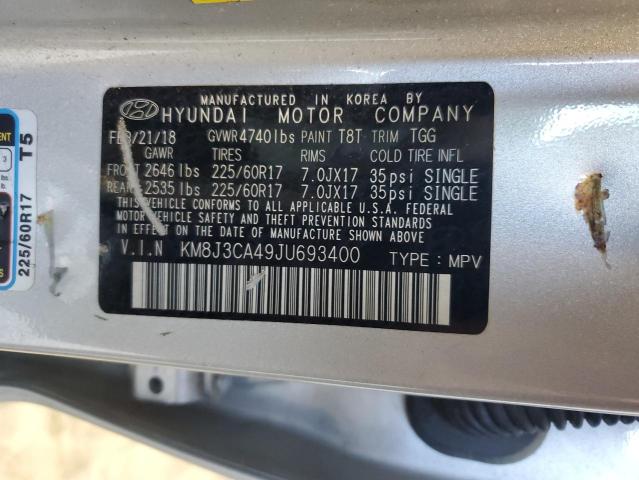 MANUFACTURED IN KOREA BY
HYUNDAI MOTOR COMPANY
FEB/21/18 GVWR 4740lbs PAINT T8T TRIM TGG
GAWR TIRES RIMS COLD TIRE INFL
FRONT 2646 lbs 225/60R17 7.0JX17 35psi SINGLE
REAR 2535 lbs 225/60R17 7.0JX17 35psi SINGLE
THIS VEHICLE CONFORMS TO ALL APPLICABLE U.S.A. FEDERAL
MOTOR VEHICLE SAFETY AND THEFT PREVENTION STANDARDS
IN EFFECT ON THE DATE OF MANUFACTURE SHOWN ABOVE.
V.I.N KM8J3CA49JU693400 TYPE : MPV
225/60R17 T5